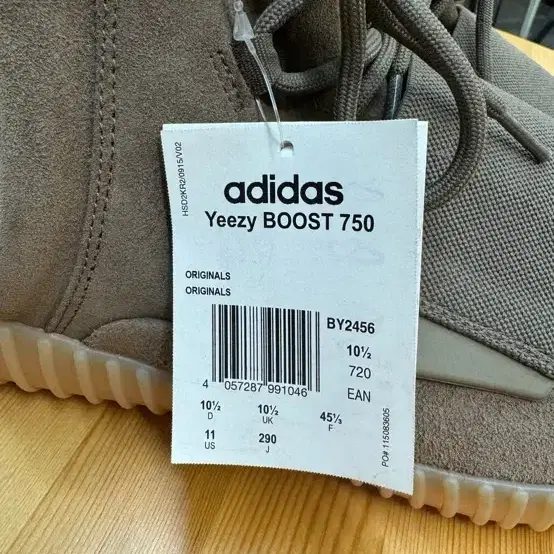 HSD2KR2/0915/V02
adidas
Yeezy BOOST 750
ORIGINALS
ORIGINALS
BY2456
10½
720
EAN
4 057287 991046
10½ 10½ 45⅓
D UK F
11 290
US J
PO# 115083605